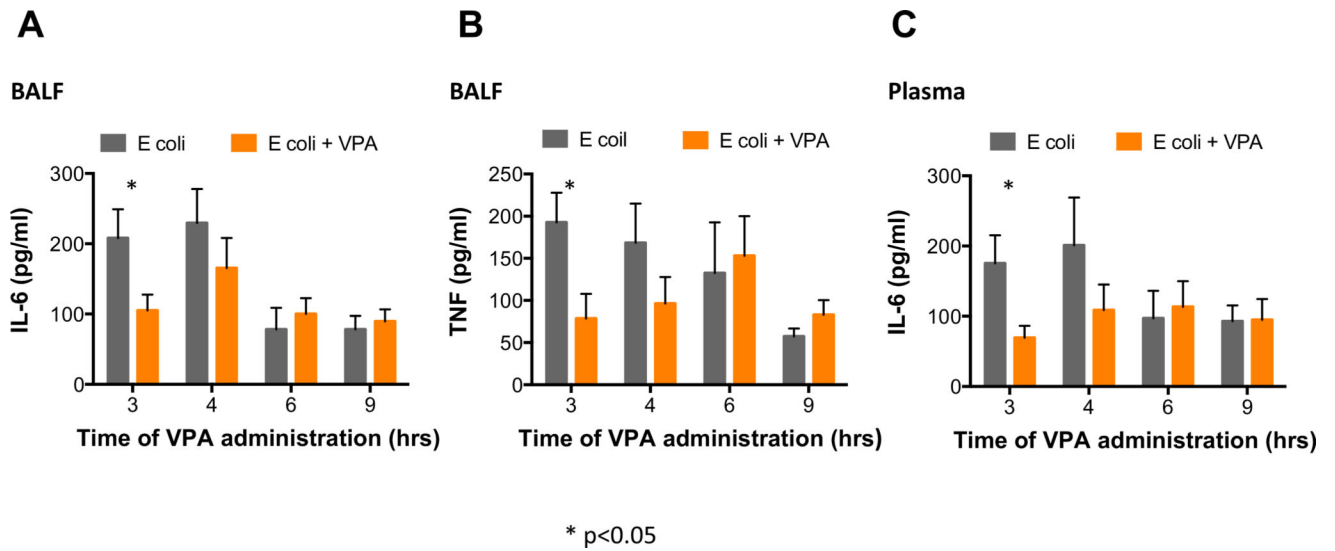 A
BALF
E coli
E coli + VPA
IL-6 (pg/ml)
300
200
100
0
*
3
4
6
9
Time of VPA administration (hrs)
B
BALF
E coil
E coli + VPA
TNF (pg/ml)
250
200
150
100
50
0
*
3
4
6
9
Time of VPA administration (hrs)
C
Plasma
E coli
E coli + VPA
IL-6 (pg/ml)
300
200
100
0
*
3
4
6
9
Time of VPA administration (hrs)
* p<0.05